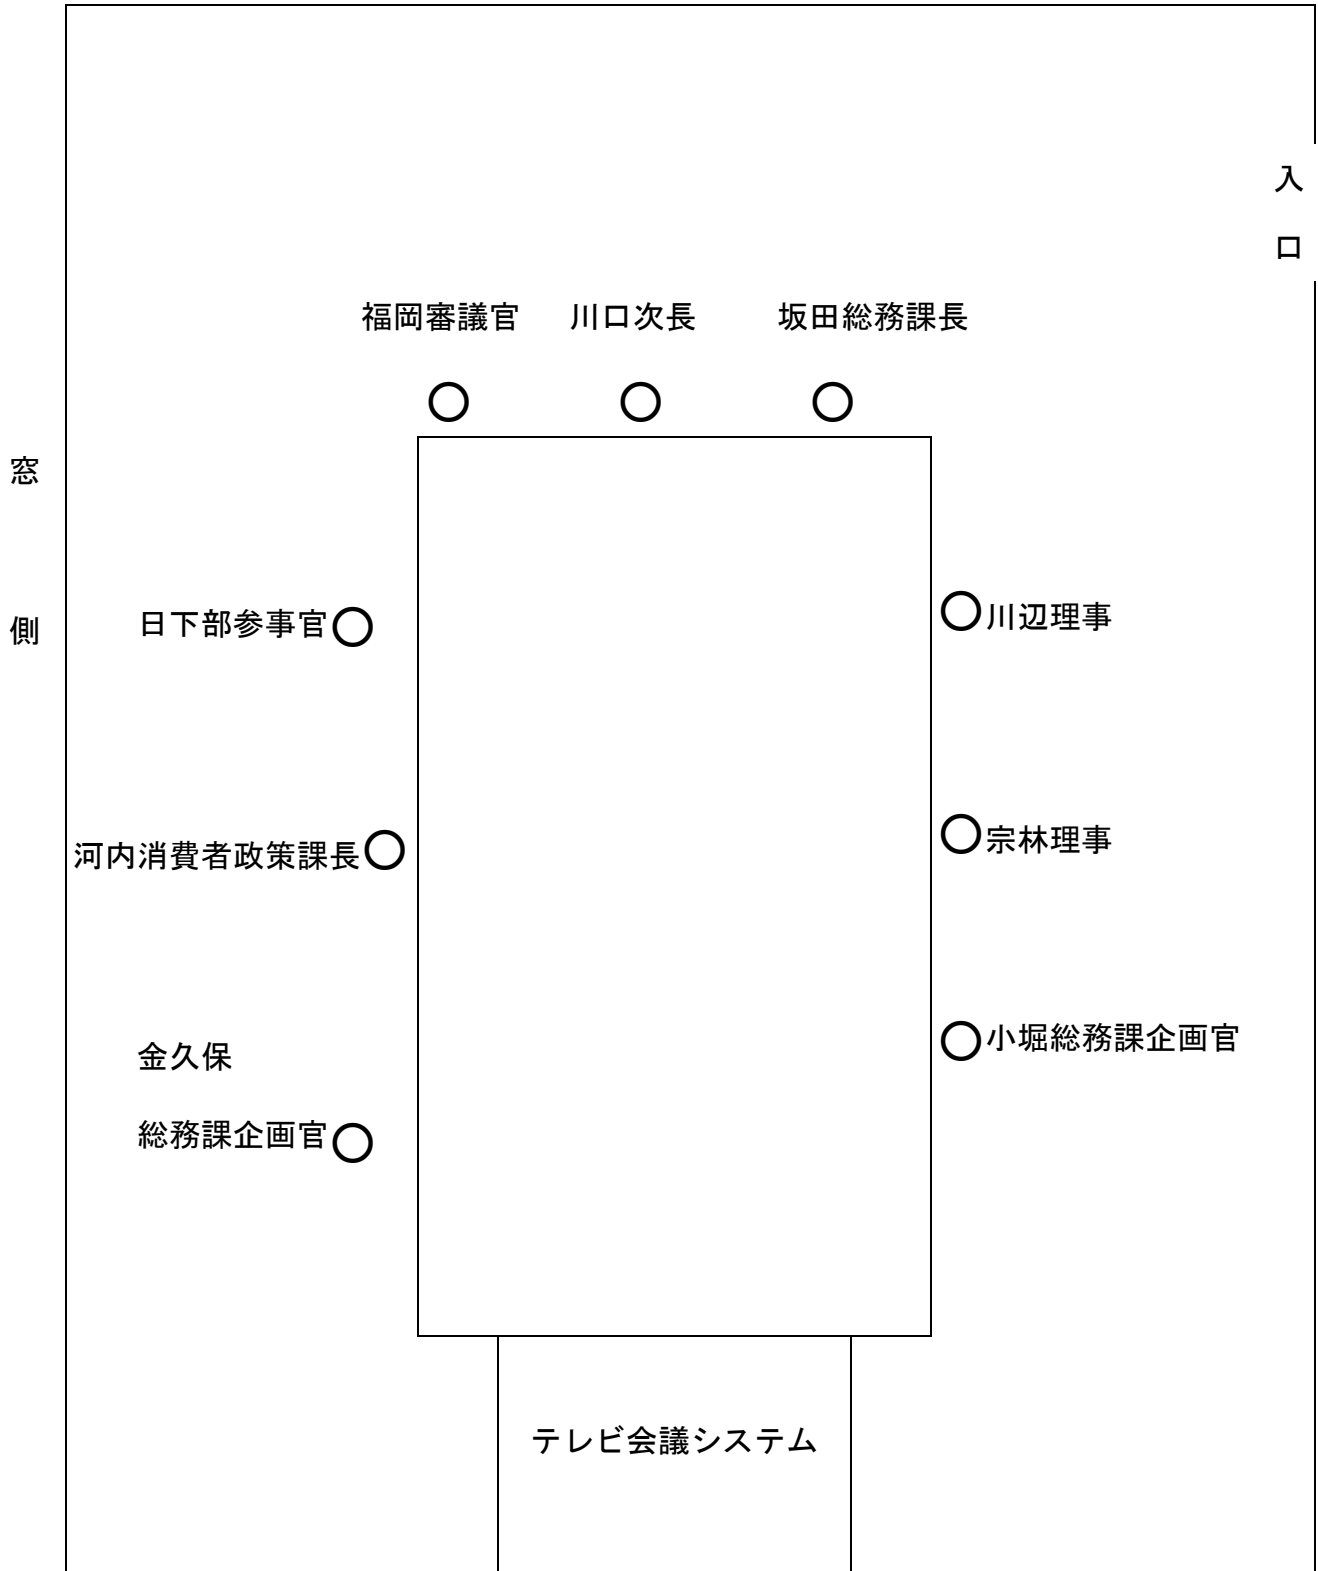 入
口
福岡審議官 川口次長 坂田総務課長
窓
側
日下部参事官
川辺理事
河内消費者政策課長
宗林理事
金久保
総務課企画官
小堀総務課企画官
テレビ会議システム